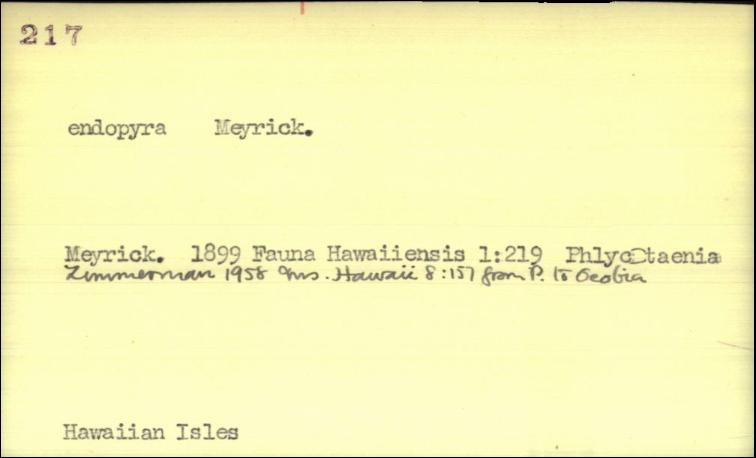 217
endopyra Meyrick.
Meyrick. 1899 Fauna Hawaiiensis 1:219 Phlyctaenia
Zimmerman 1958 Ins. Hawaii 8:157 from P. to Oeobia
Hawaiian Isles